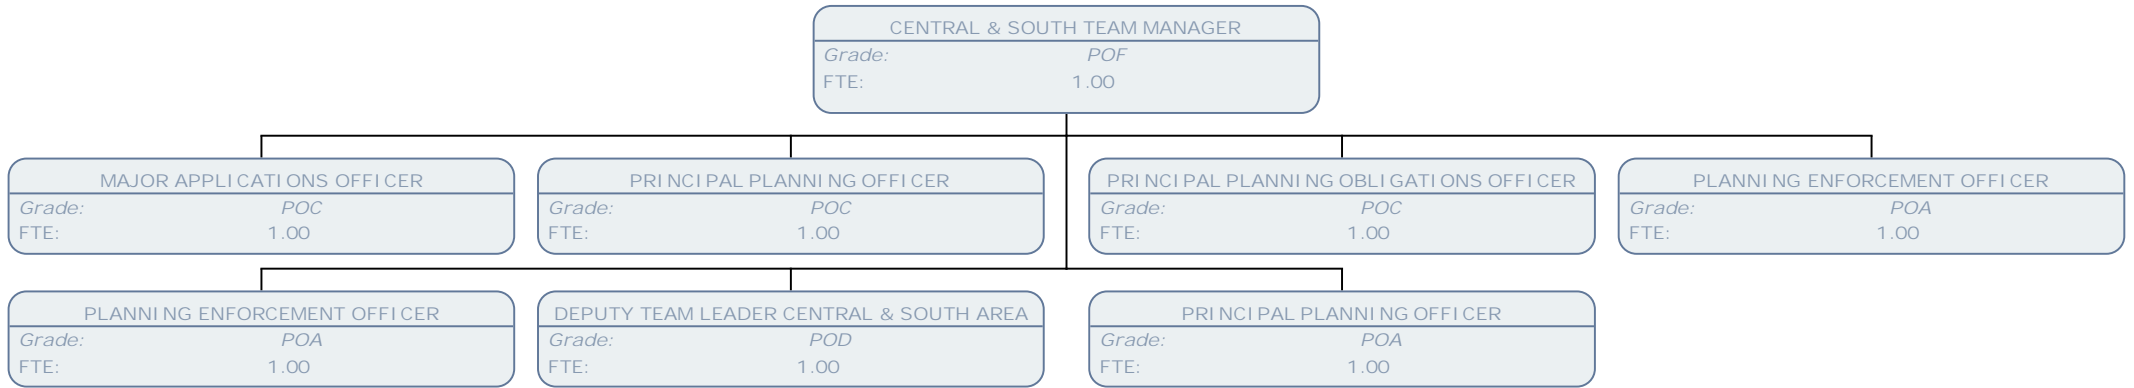 CENTRAL & SOUTH TEAM MANAGER
Grade: POF
FTE: 1.00
MAJOR APPLICATIONS OFFICER
Grade: POC
FTE: 1.00
PRINCIPAL PLANNING OFFICER
Grade: POC
FTE: 1.00
PRINCIPAL PLANNING OBLIGATIONS OFFICER
Grade: POC
FTE: 1.00
PLANNING ENFORCEMENT OFFICER
Grade: POA
FTE: 1.00
PLANNING ENFORCEMENT OFFICER
Grade: POA
FTE: 1.00
DEPUTY TEAM LEADER CENTRAL & SOUTH AREA
Grade: POD
FTE: 1.00
PRINCIPAL PLANNING OFFICER
Grade: POA
FTE: 1.00